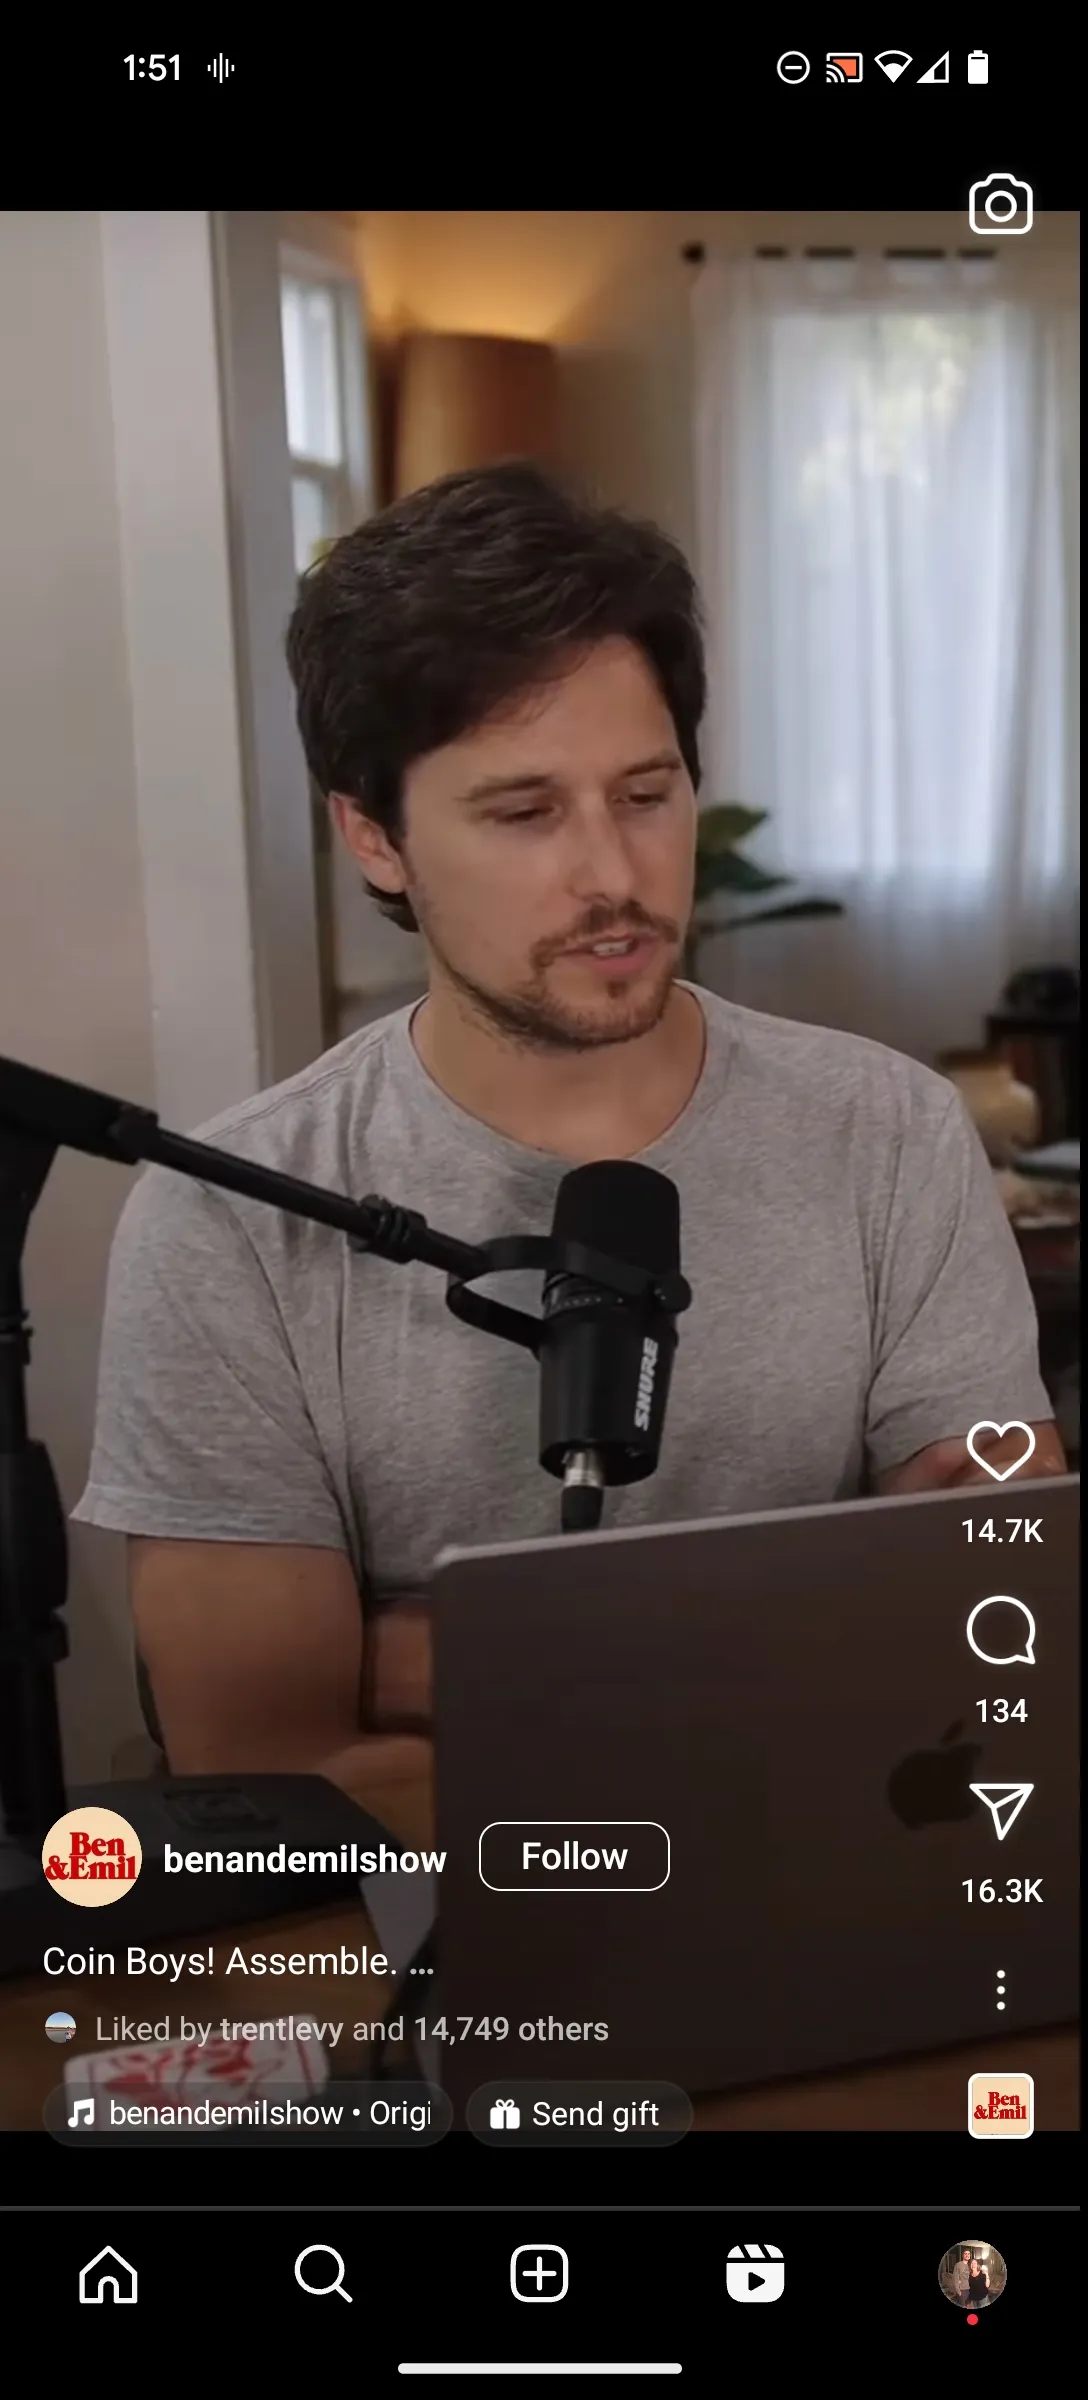 1:51
SHURE
14.7K
134
16.3K
Ben
&Emil
benandemilshow
Follow
Coin Boys! Assemble. ...
Liked by trentlevy and 14,749 others
benandemilshow • Origi
Send gift
Ben
&Emil